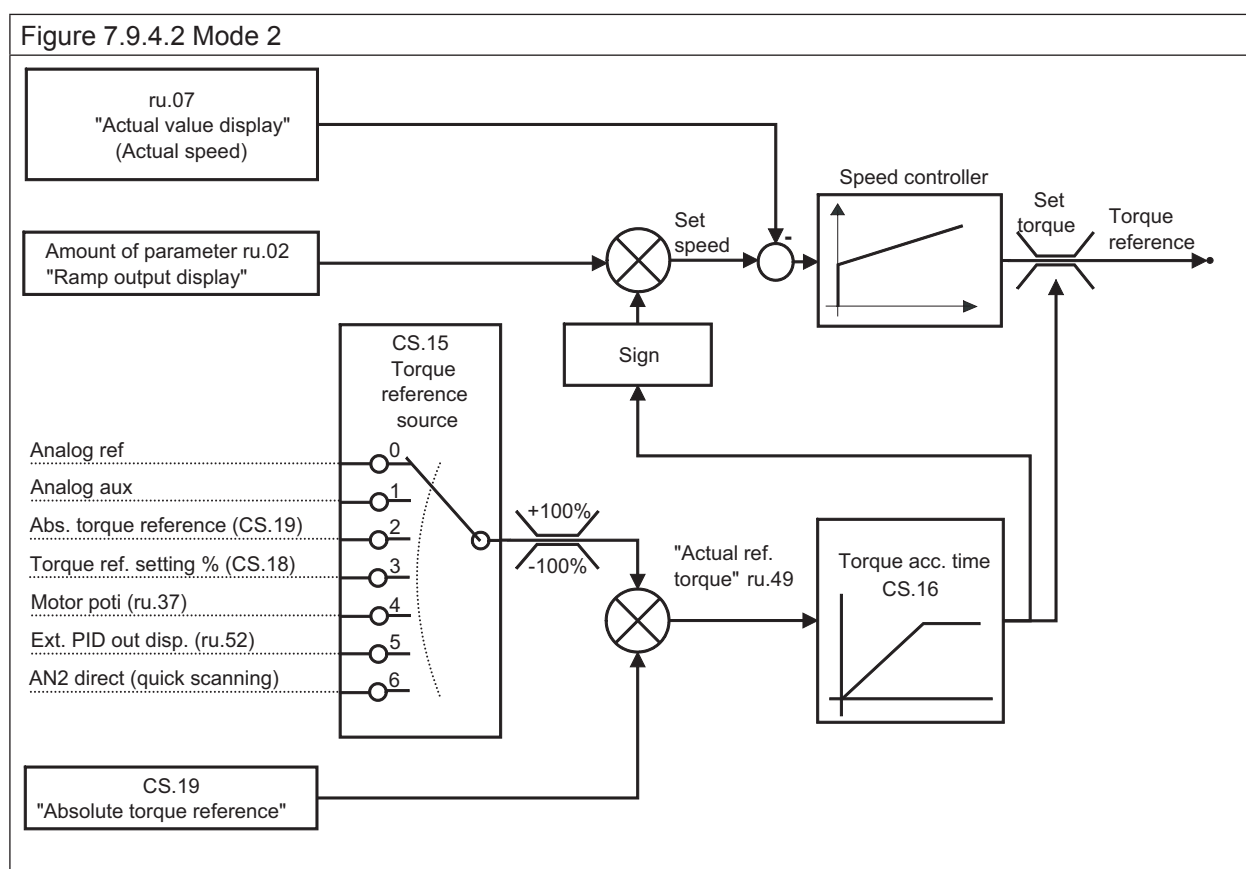 Figure 7.9.4.2 Mode 2
ru.07
"Actual value display"
(Actual speed)
Amount of parameter ru.02
"Ramp output display"
Set
speed
-
Speed controller
Set
torque
Torque
reference
Sign
CS.15
Torque
reference
source
Analog ref
0
Analog aux
1
Abs. torque reference (CS.19)
2
Torque ref. setting % (CS.18)
3
Motor poti (ru.37)
4
Ext. PID out disp. (ru.52)
5
AN2 direct (quick scanning)
6
+100%
-100%
"Actual ref.
torque" ru.49
Torque acc. time
CS.16
CS.19
"Absolute torque reference"